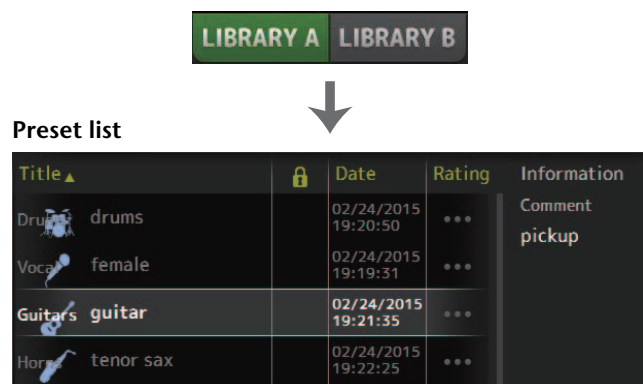 LIBRARY A LIBRARY B
Preset list
Title Date Rating Information
Comment
pickup
Drums drums 02/24/2015
19:20:50
Vocal female 02/24/2015
19:19:31
Guitars guitar 02/24/2015
19:21:35
Horns tenor sax 02/24/2015
19:22:25